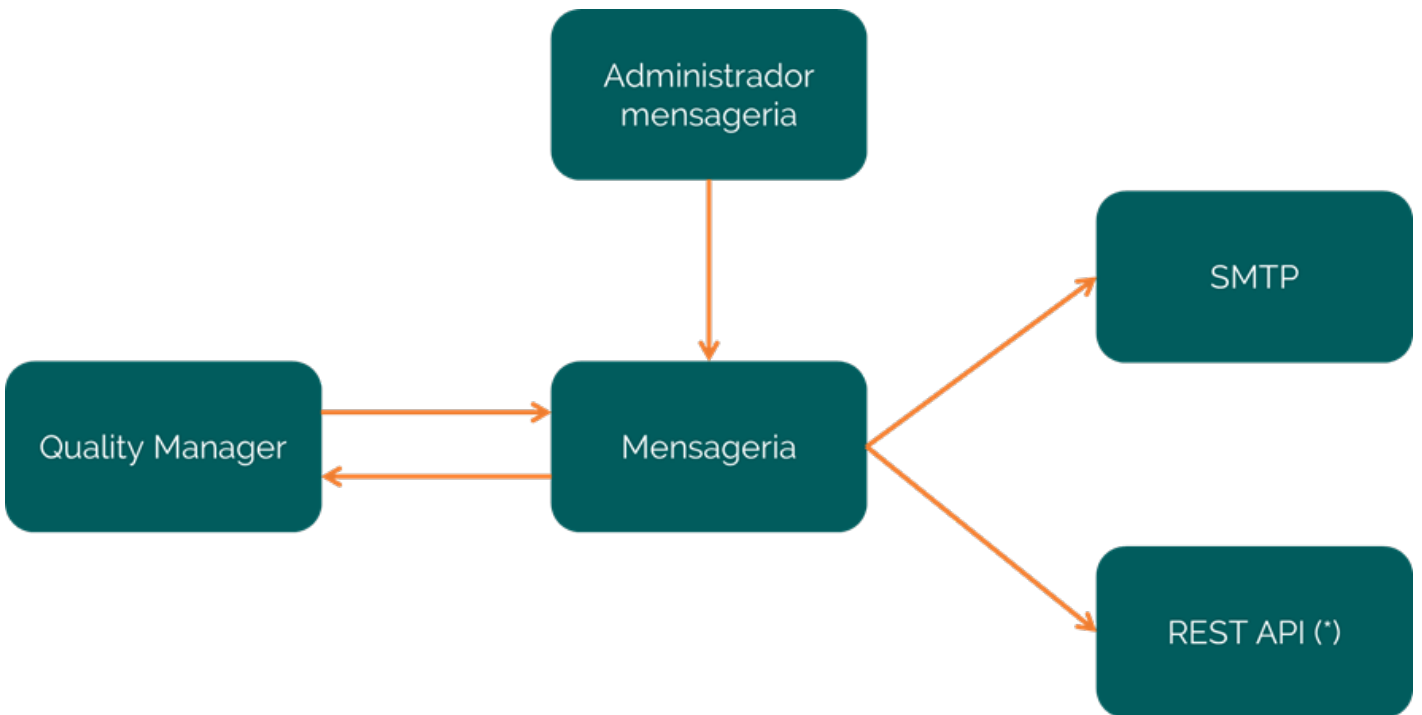 Administrador
mensageria
SMTP
Quality Manager
Mensageria
REST API (*)